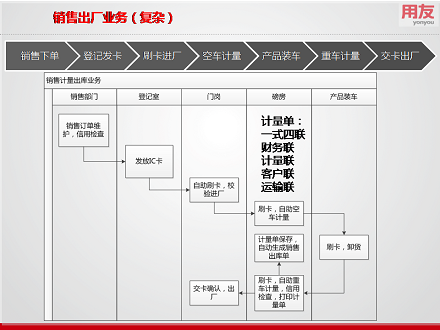 销售出厂业务（复杂）
用友
yonyou
销售下单
登记发卡
刷卡进厂
空车计量
产品装车
重车计量
交卡出厂
销售计量出库业务
销售部门
登记室
门岗
磅房
产品装车
计量单：
一式四联
财务联
计量联
客户联
运输联
销售订单维
护，信用检查
发放IC卡
自助刷卡，校
验进厂
刷卡，自助空
车计量
计量单保存，
自动生成销售
出库单
刷卡，卸货
交卡确认，出
厂
刷卡，自助重
车计量，信用
检查，打印计
量单